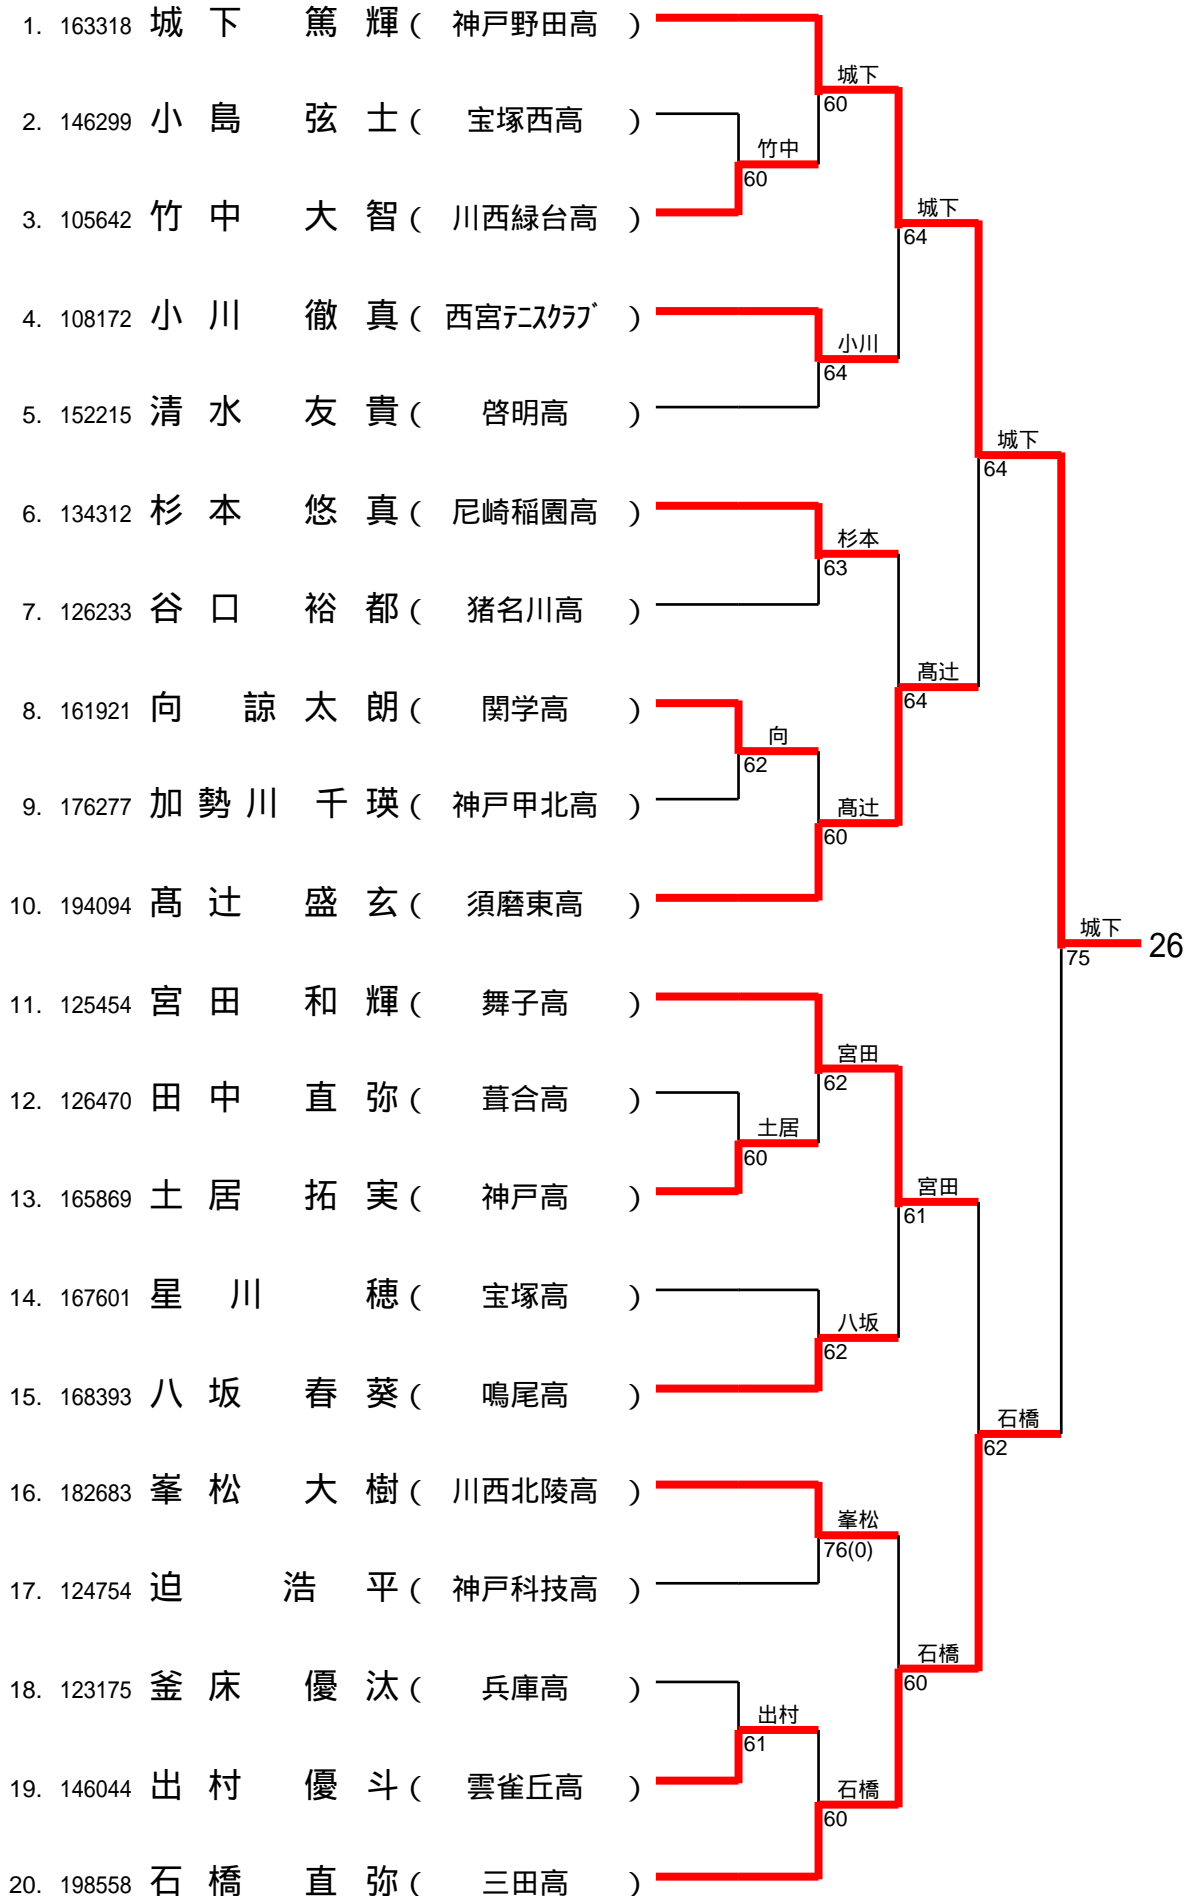 1. 163318 城下 篤輝 ( 神戸野田高 )
城下
60
2. 146299 小島 弦士 ( 宝塚西高 )
竹中
60
3. 105642 竹中 大智 ( 川西緑台高 )
城下
64
4. 108172 小川 徹真 ( 西宮ﾃﾆｽｸﾗﾌﾞ )
小川
64
5. 152215 清水 友貴 ( 啓明高 )
城下
64
6. 134312 杉本 悠真 ( 尼崎稲園高 )
杉本
63
7. 126233 谷口 裕都 ( 猪名川高 )
髙辻
64
8. 161921 向 諒太朗 ( 関学高 )
向
62
9. 176277 加勢川 千瑛 ( 神戸甲北高 )
髙辻
60
10. 194094 髙辻 盛玄 ( 須磨東高 )
城下
75
26
11. 125454 宮田 和輝 ( 舞子高 )
宮田
62
12. 126470 田中 直弥 ( 葺合高 )
土居
60
13. 165869 土居 拓実 ( 神戸高 )
宮田
61
14. 167601 星川 穂 ( 宝塚高 )
八坂
62
15. 168393 八坂 春葵 ( 鳴尾高 )
石橋
62
16. 182683 峯松 大樹 ( 川西北陵高 )
峯松
76(0)
17. 124754 迫 浩平 ( 神戸科技高 )
石橋
60
18. 123175 釜床 優汰 ( 兵庫高 )
出村
61
19. 146044 出村 優斗 ( 雲雀丘高 )
石橋
60
20. 198558 石橋 直弥 ( 三田高 )